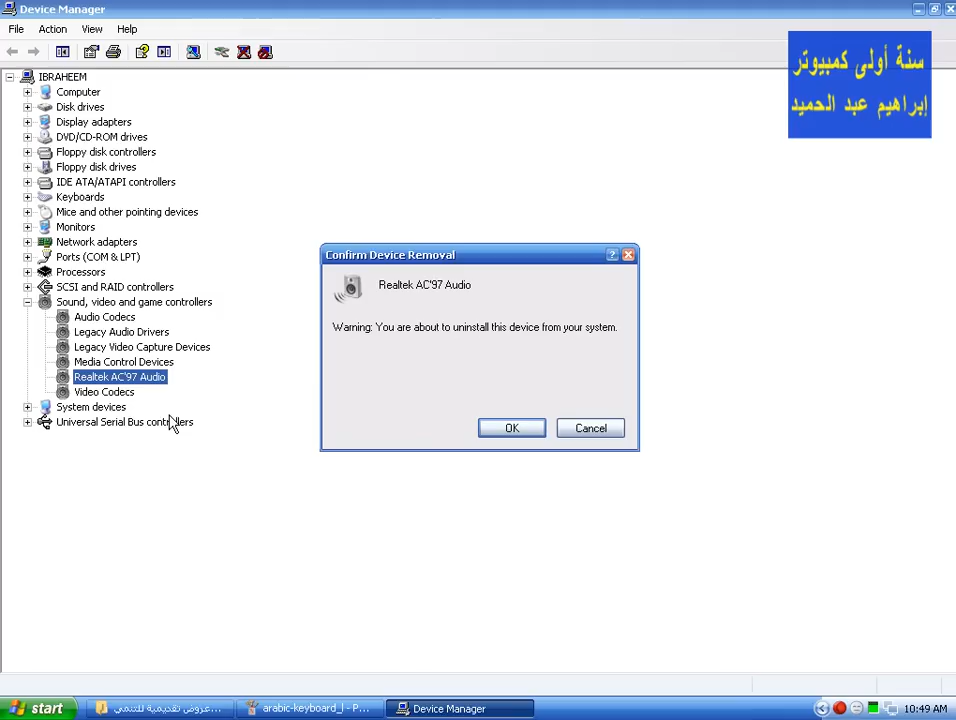 Device Manager
File Action View Help
سنة أولى كمبيوتر
إبراهيم عبد الحميد
IBRAHEEM
Computer
Disk drives
Display adapters
DVD/CD-ROM drives
Floppy disk controllers
Floppy disk drives
IDE ATA/ATAPI controllers
Keyboards
Mice and other pointing devices
Monitors
Network adapters
Ports (COM & LPT)
Processors
SCSI and RAID controllers
Sound, video and game controllers
Audio Codecs
Legacy Audio Drivers
Legacy Video Capture Devices
Media Control Devices
Realtek AC'97 Audio
Video Codecs
System devices
Universal Serial Bus controllers
Confirm Device Removal
Realtek AC'97 Audio
Warning: You are about to uninstall this device from your system.
OK Cancel
start عروض تقديمية للتنمي... arabic-keyboard_l - P... Device Manager 10:49 AM